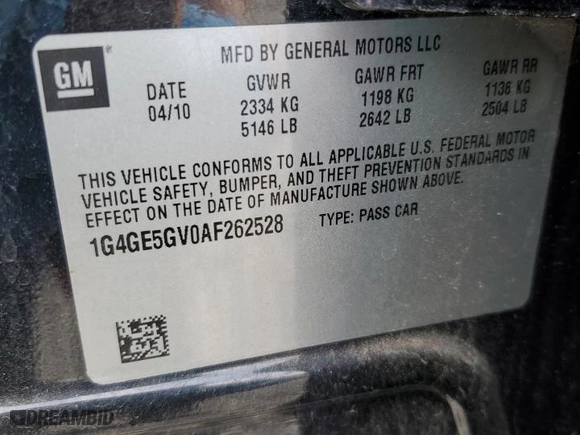 GM
MFD BY GENERAL MOTORS LLC
DATE GVWR GAWR FRT GAWR RR
04/10 2334 KG 1198 KG 1136 KG
5146 LB 2642 LB 2504 LB
THIS VEHICLE CONFORMS TO ALL APPLICABLE U.S. FEDERAL MOTOR
VEHICLE SAFETY, BUMPER, AND THEFT PREVENTION STANDARDS IN
EFFECT ON THE DATE OF MANUFACTURE SHOWN ABOVE.
1G4GE5GV0AF262528 TYPE: PASS CAR
DREAMBID